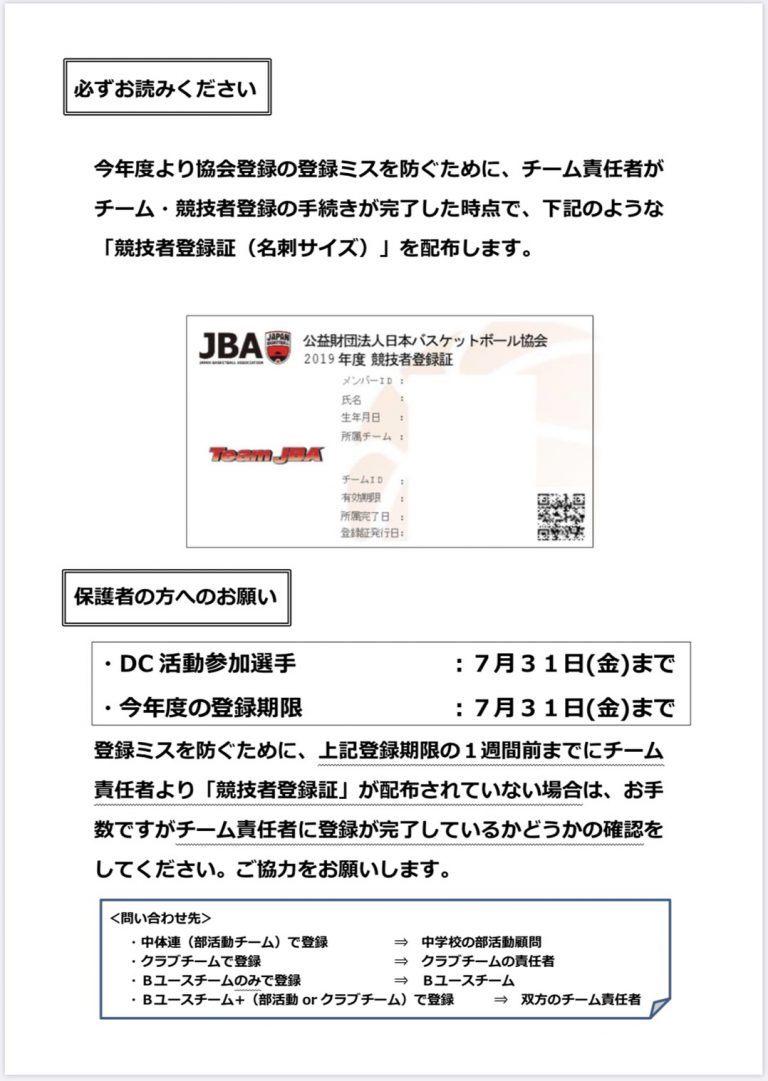 必ずお読みください
今年度より協会登録の登録ミスを防ぐために、チーム責任者が
チーム・競技者登録の手続きが完了した時点で、下記のような
「競技者登録証（名刺サイズ）」を配布します。
JBA
JAPAN BASKETBALL ASSOCIATION
JAPAN
BASKETBALL
公益財団法人日本バスケットボール協会
2019年度 競技者登録証
メンバーID：
氏名　　　：
生年月日　：
所属チーム：
Team JBA
チームID　：
有効期限　：
所属完了日：
登録証発行日：
保護者の方へのお願い
・DC 活動参加選手　：７月３１日(金)まで
・今年度の登録期限　：７月３１日(金)まで
登録ミスを防ぐために、上記登録期限の１週間前までにチーム
責任者より「競技者登録証」が配布されていない場合は、お手
数ですがチーム責任者に登録が完了しているかどうかの確認を
してください。ご協力をお願いします。
＜問い合わせ先＞
・中体連（部活動チーム）で登録　⇒　中学校の部活動顧問
・クラブチームで登録　⇒　クラブチームの責任者
・Ｂユースチームのみで登録　⇒　Ｂユースチーム
・Ｂユースチーム+（部活動 or クラブチーム）で登録　⇒　双方のチーム責任者